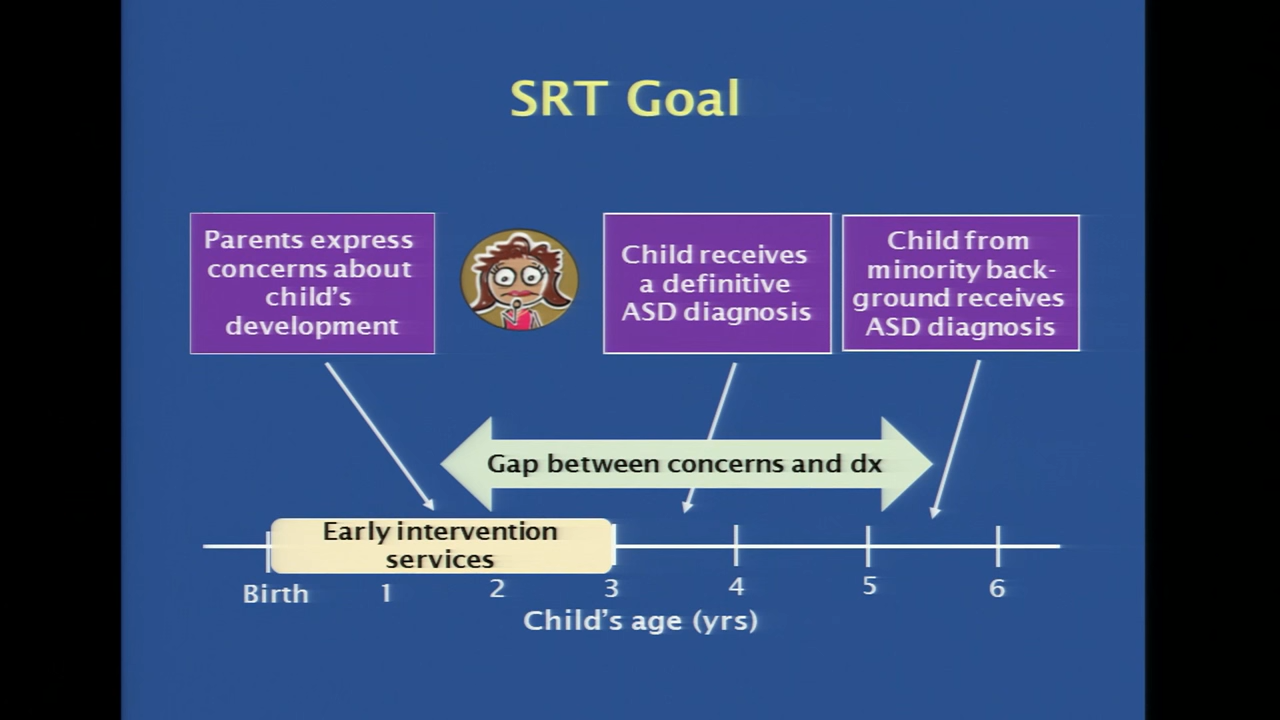 SRT Goal
Parents express
concerns about
child's
development
Child receives
a definitive
ASD diagnosis
Child from
minority back-
ground receives
ASD diagnosis
Gap between concerns and dx
Early intervention
services
Birth 1 2 3 4 5 6
Child's age (yrs)